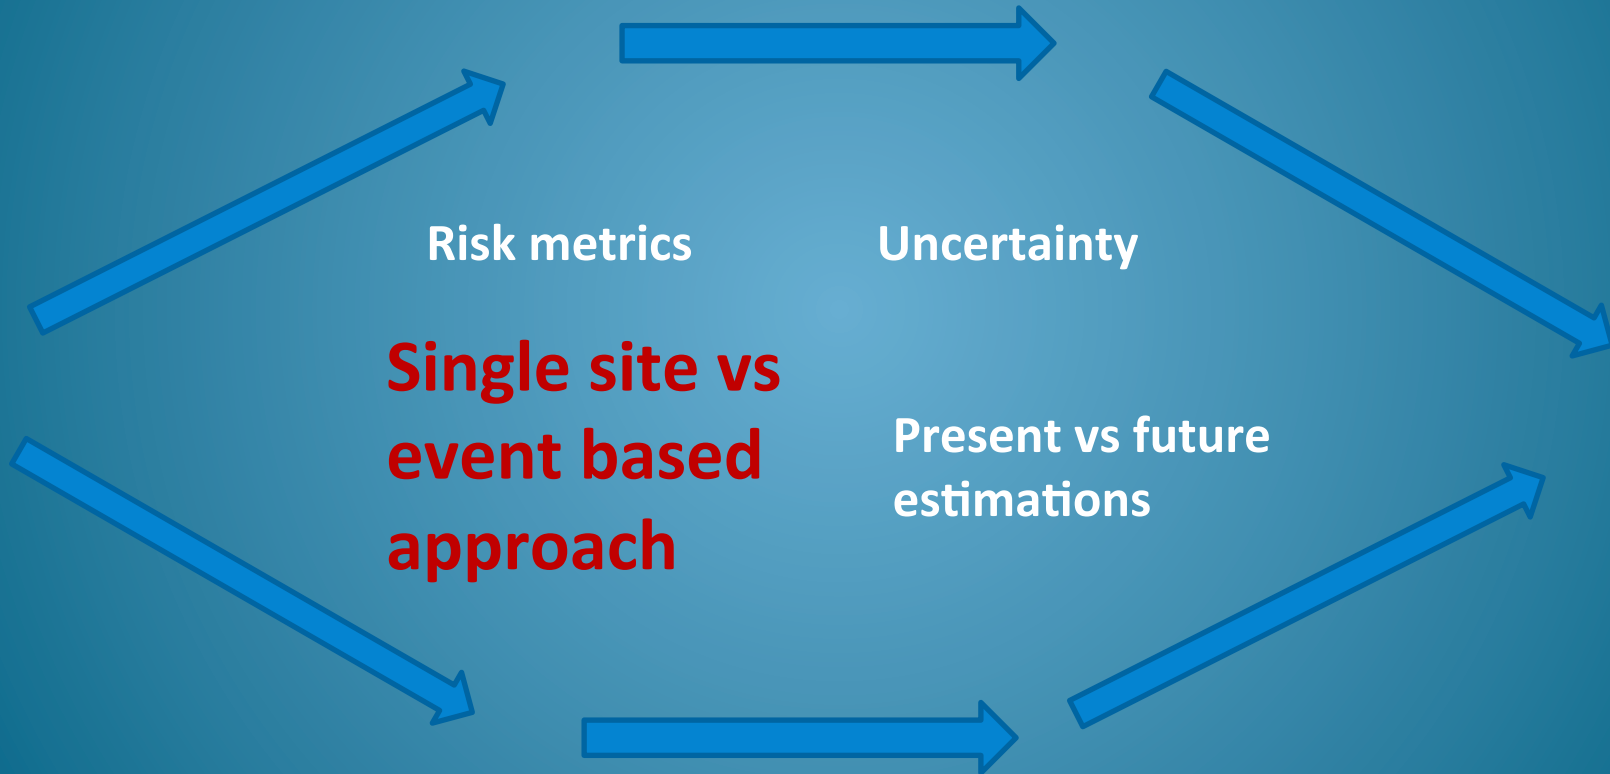 Risk metrics
Uncertainty
Single site vs
event based
approach
Present vs future
estimations